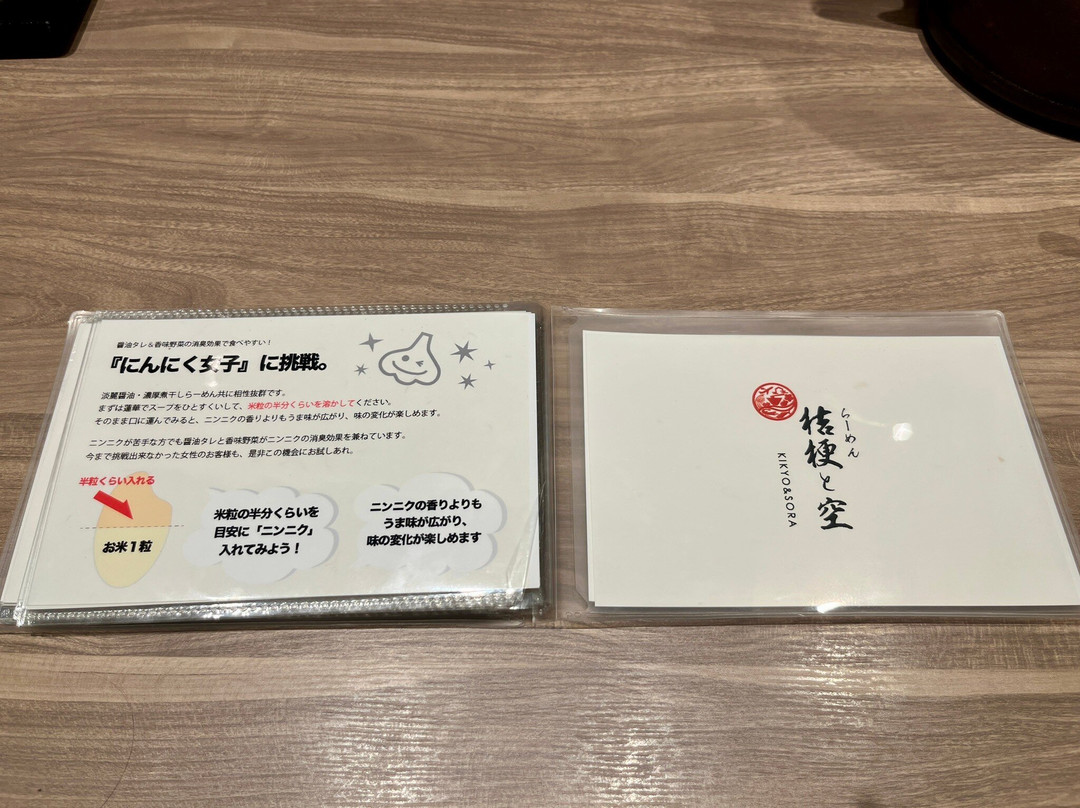 醤油タレ&香味野菜の消臭効果で食べやすい！
『にんにく女子』に挑戦。
淡麗醤油・濃厚煮干しらーめん共に相性抜群です。
まずは蓮華でスープをひとすくいして、米粒の半分くらいを溶かしてください。
そのまま口に運んでみると、ニンニクの香りよりもうま味が広がり、味の変化が楽しめます。
ニンニクが苦手な方でも醤油タレと香味野菜がニンニクの消臭効果を兼ねています。
今まで挑戦出来なかった女性のお客様も、是非この機会にお試しあれ。
半粒くらい入れる
お米１粒
米粒の半分くらいを
目安に「ニンニク」
入れてみよう！
ニンニクの香りよりも
うま味が広がり、
味の変化が楽しめます
らーめん
桔梗と空
KIKYO&SORA